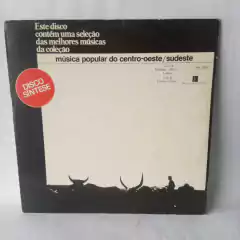 Este disco
contém uma seleção
das melhores músicas
da coleção
música popular do centro-oeste/sudeste
DISCO
SÍNTESE